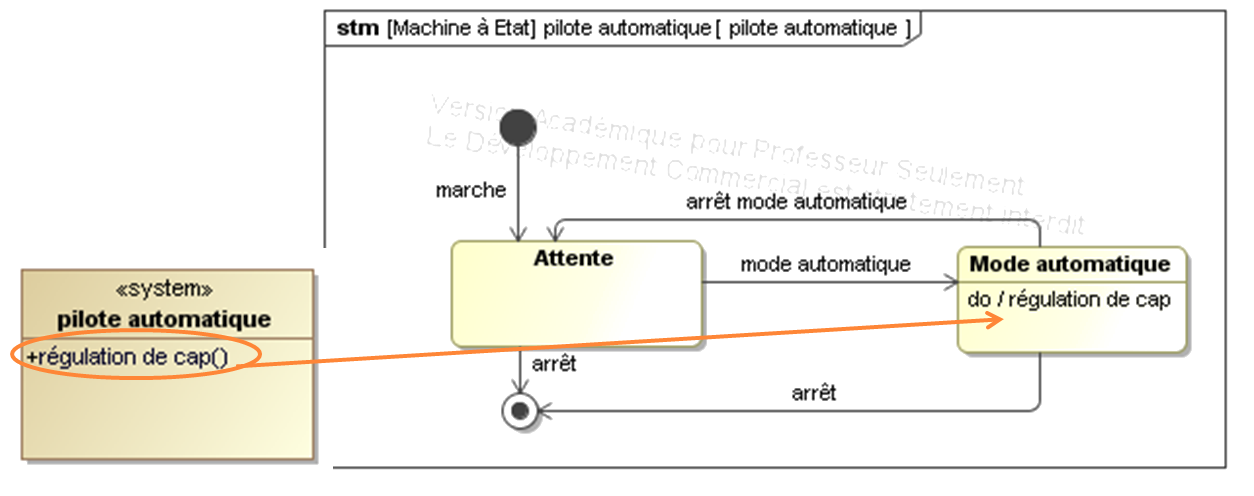 stm [Machine à Etat] pilote automatique [ pilote automatique ]
Version Académique pour Professeur Seulement
Le Développement Commercial est strictement interdit
marche
arrêt mode automatique
Attente
mode automatique
Mode automatique
do / régulation de cap
«system»
pilote automatique
+régulation de cap()
arrêt
arrêt